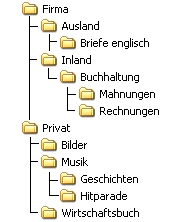 Firma
Ausland
Briefe englisch
Inland
Buchhaltung
Mahnungen
Rechnungen
Privat
Bilder
Musik
Geschichten
Hitparade
Wirtschaftsbuch